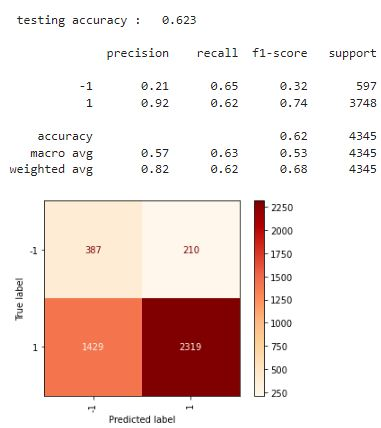 testing accuracy :   0.623
precision    recall  f1-score   support
-1       0.21      0.65      0.32       597
1       0.92      0.62      0.74      3748
accuracy                           0.62      4345
macro avg       0.57      0.63      0.53      4345
weighted avg       0.82      0.62      0.68      4345
2250
2000
1750
1500
1250
1000
750
500
250
True label
-1
387 210
1
1429 2319
-1 1
Predicted label